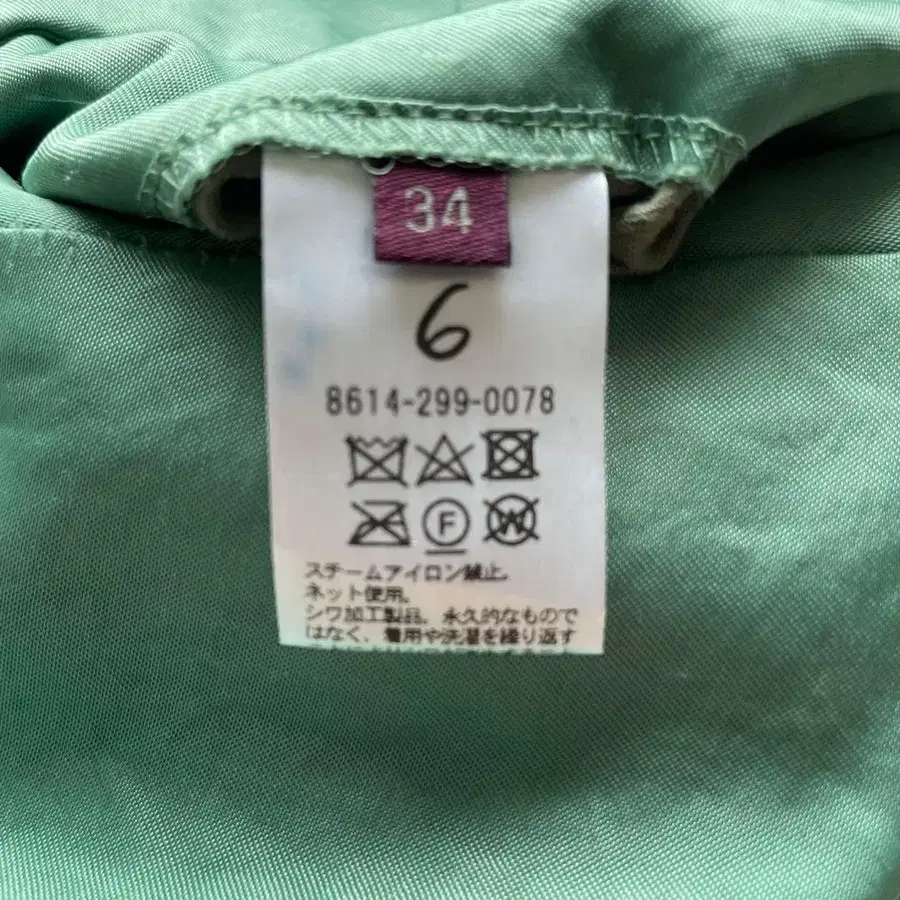 34
6
8614-299-0078
F
W
スチームアイロン禁止.
ネット使用。
シワ加工製品。永久的なもので
はなく、着用や洗濯を繰り返す